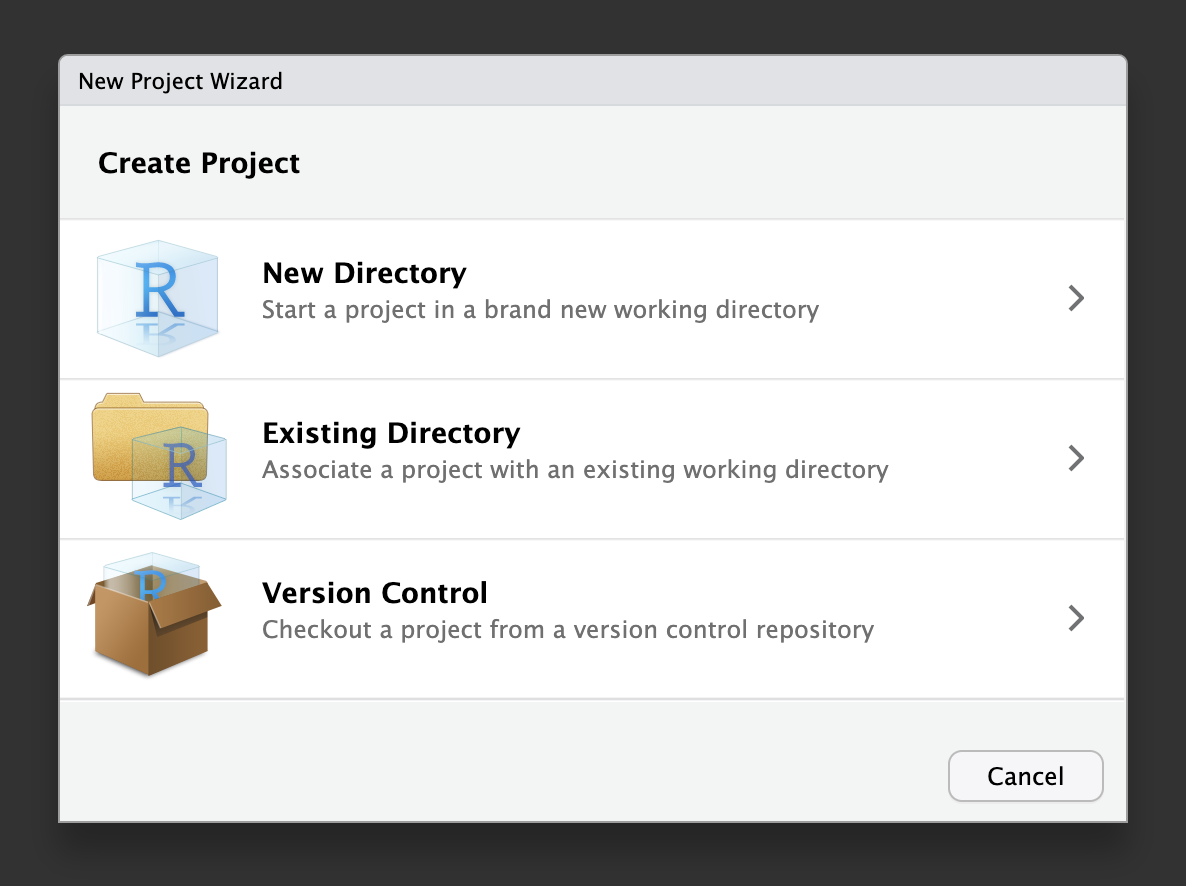 New Project Wizard
Create Project
R
New Directory
Start a project in a brand new working directory
R
Existing Directory
Associate a project with an existing working directory
R
Version Control
Checkout a project from a version control repository
Cancel